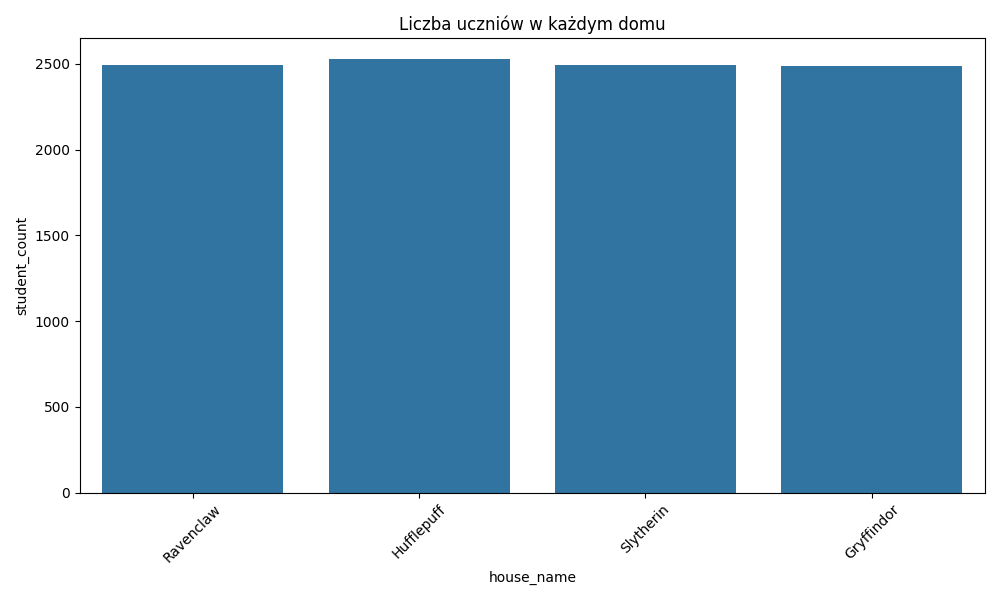 Liczba uczniów w każdym domu
student_count
2500
2000
1500
1000
500
0
Ravenclaw
Hufflepuff
Slytherin
Gryffindor
house_name